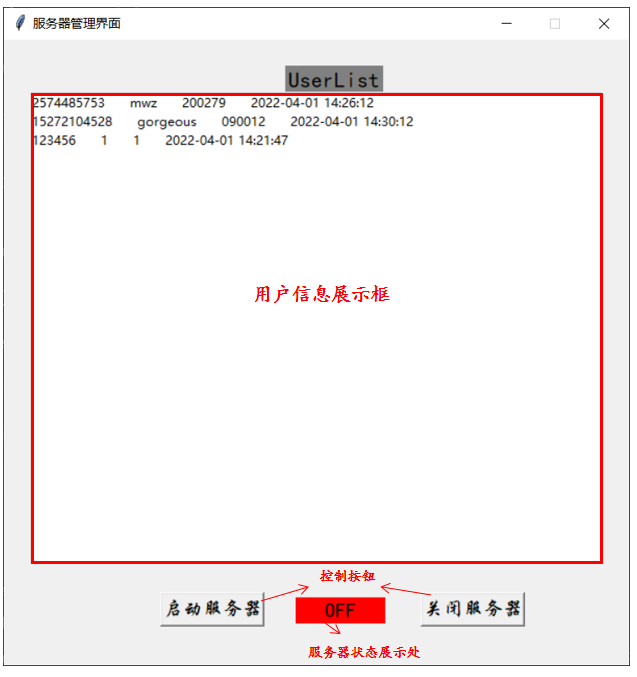 服务器管理界面
UserList
2574485753 mwz 200279 2022-04-01 14:26:12
15272104528 gorgeous 090012 2022-04-01 14:30:12
123456 1 1 2022-04-01 14:21:47
用户信息展示框
控制按钮
启动服务器 OFF 关闭服务器
服务器状态展示处